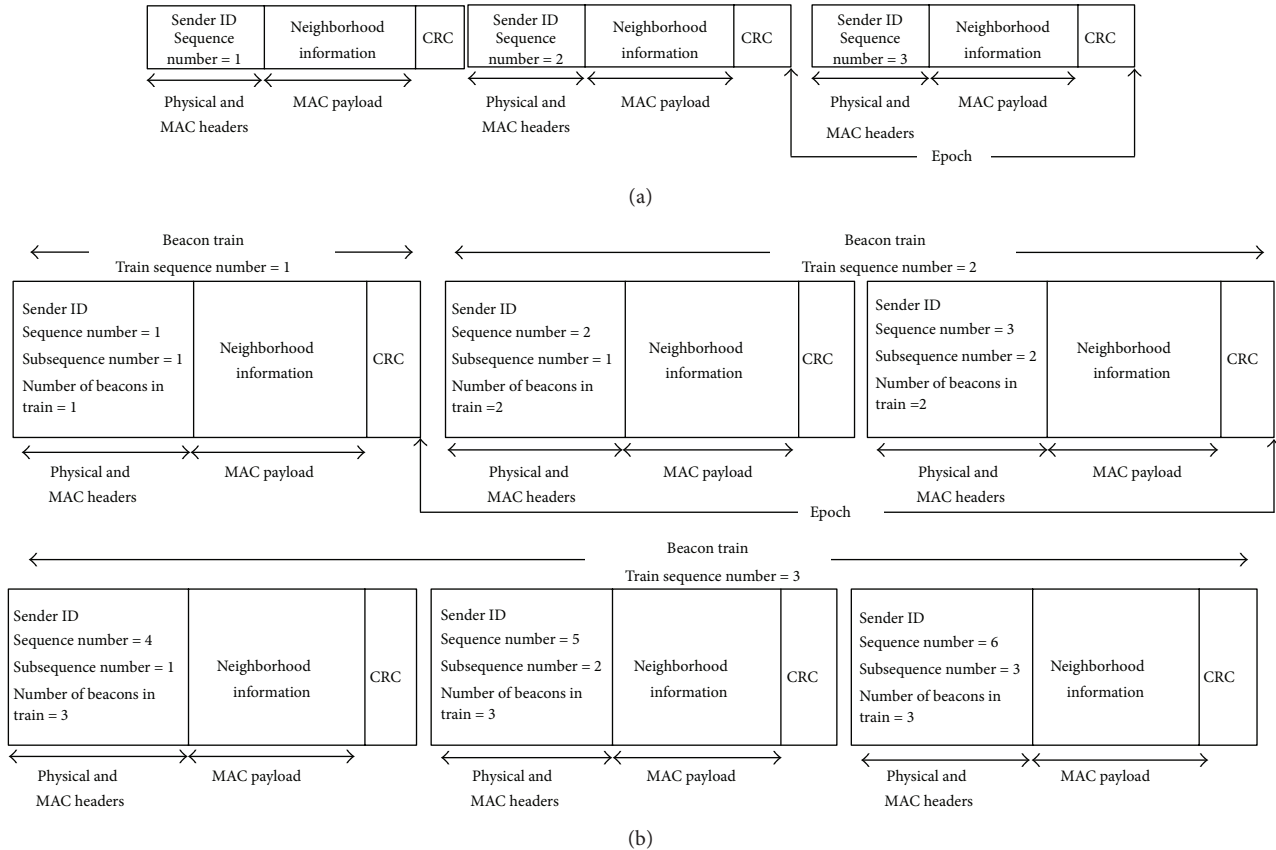 Sender ID
Sequence
number = 1
Neighborhood
information
CRC
Sender ID
Sequence
number = 2
Neighborhood
information
CRC
Sender ID
Sequence
number = 3
Neighborhood
information
CRC
Physical and
MAC headers
MAC payload
Physical and
MAC headers
MAC payload
Physical and
MAC headers
MAC payload
Epoch
(a)
Beacon train
Train sequence number = 1
Beacon train
Train sequence number = 2
Sender ID
Sequence number = 1
Subsequence number = 1
Number of beacons in
train = 1
Neighborhood
information
CRC
Sender ID
Sequence number = 2
Subsequence number = 1
Number of beacons in
train =2
Neighborhood
information
CRC
Sender ID
Sequence number = 3
Subsequence number = 2
Number of beacons in
train =2
Neighborhood
information
CRC
Physical and
MAC headers
MAC payload
Physical and
MAC headers
MAC payload
Physical and
MAC headers
MAC payload
Epoch
Beacon train
Train sequence number = 3
Sender ID
Sequence number = 4
Subsequence number = 1
Number of beacons in
train = 3
Neighborhood
information
CRC
Sender ID
Sequence number = 5
Subsequence number = 2
Number of beacons in
train = 3
Neighborhood
information
CRC
Sender ID
Sequence number = 6
Subsequence number = 3
Number of beacons in
train = 3
Neighborhood
information
CRC
Physical and
MAC headers
MAC payload
Physical and
MAC headers
MAC payload
Physical and
MAC headers
MAC payload
(b)